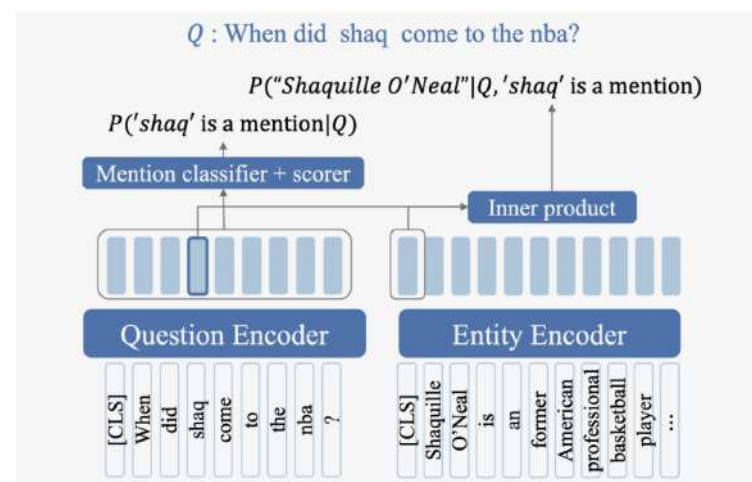 Q : When did shaq come to the nba?
P("Shaquille O'Neal"|Q,'shaq' is a mention)
P('shaq' is a mention|Q)
Mention classifier + scorer
Inner product
Question Encoder
Entity Encoder
[CLS]
When
did
shaq
come
to
the
nba
?
[CLS]
Shaquille
O'Neal
is
an
former
American
professional
basketball
player
...